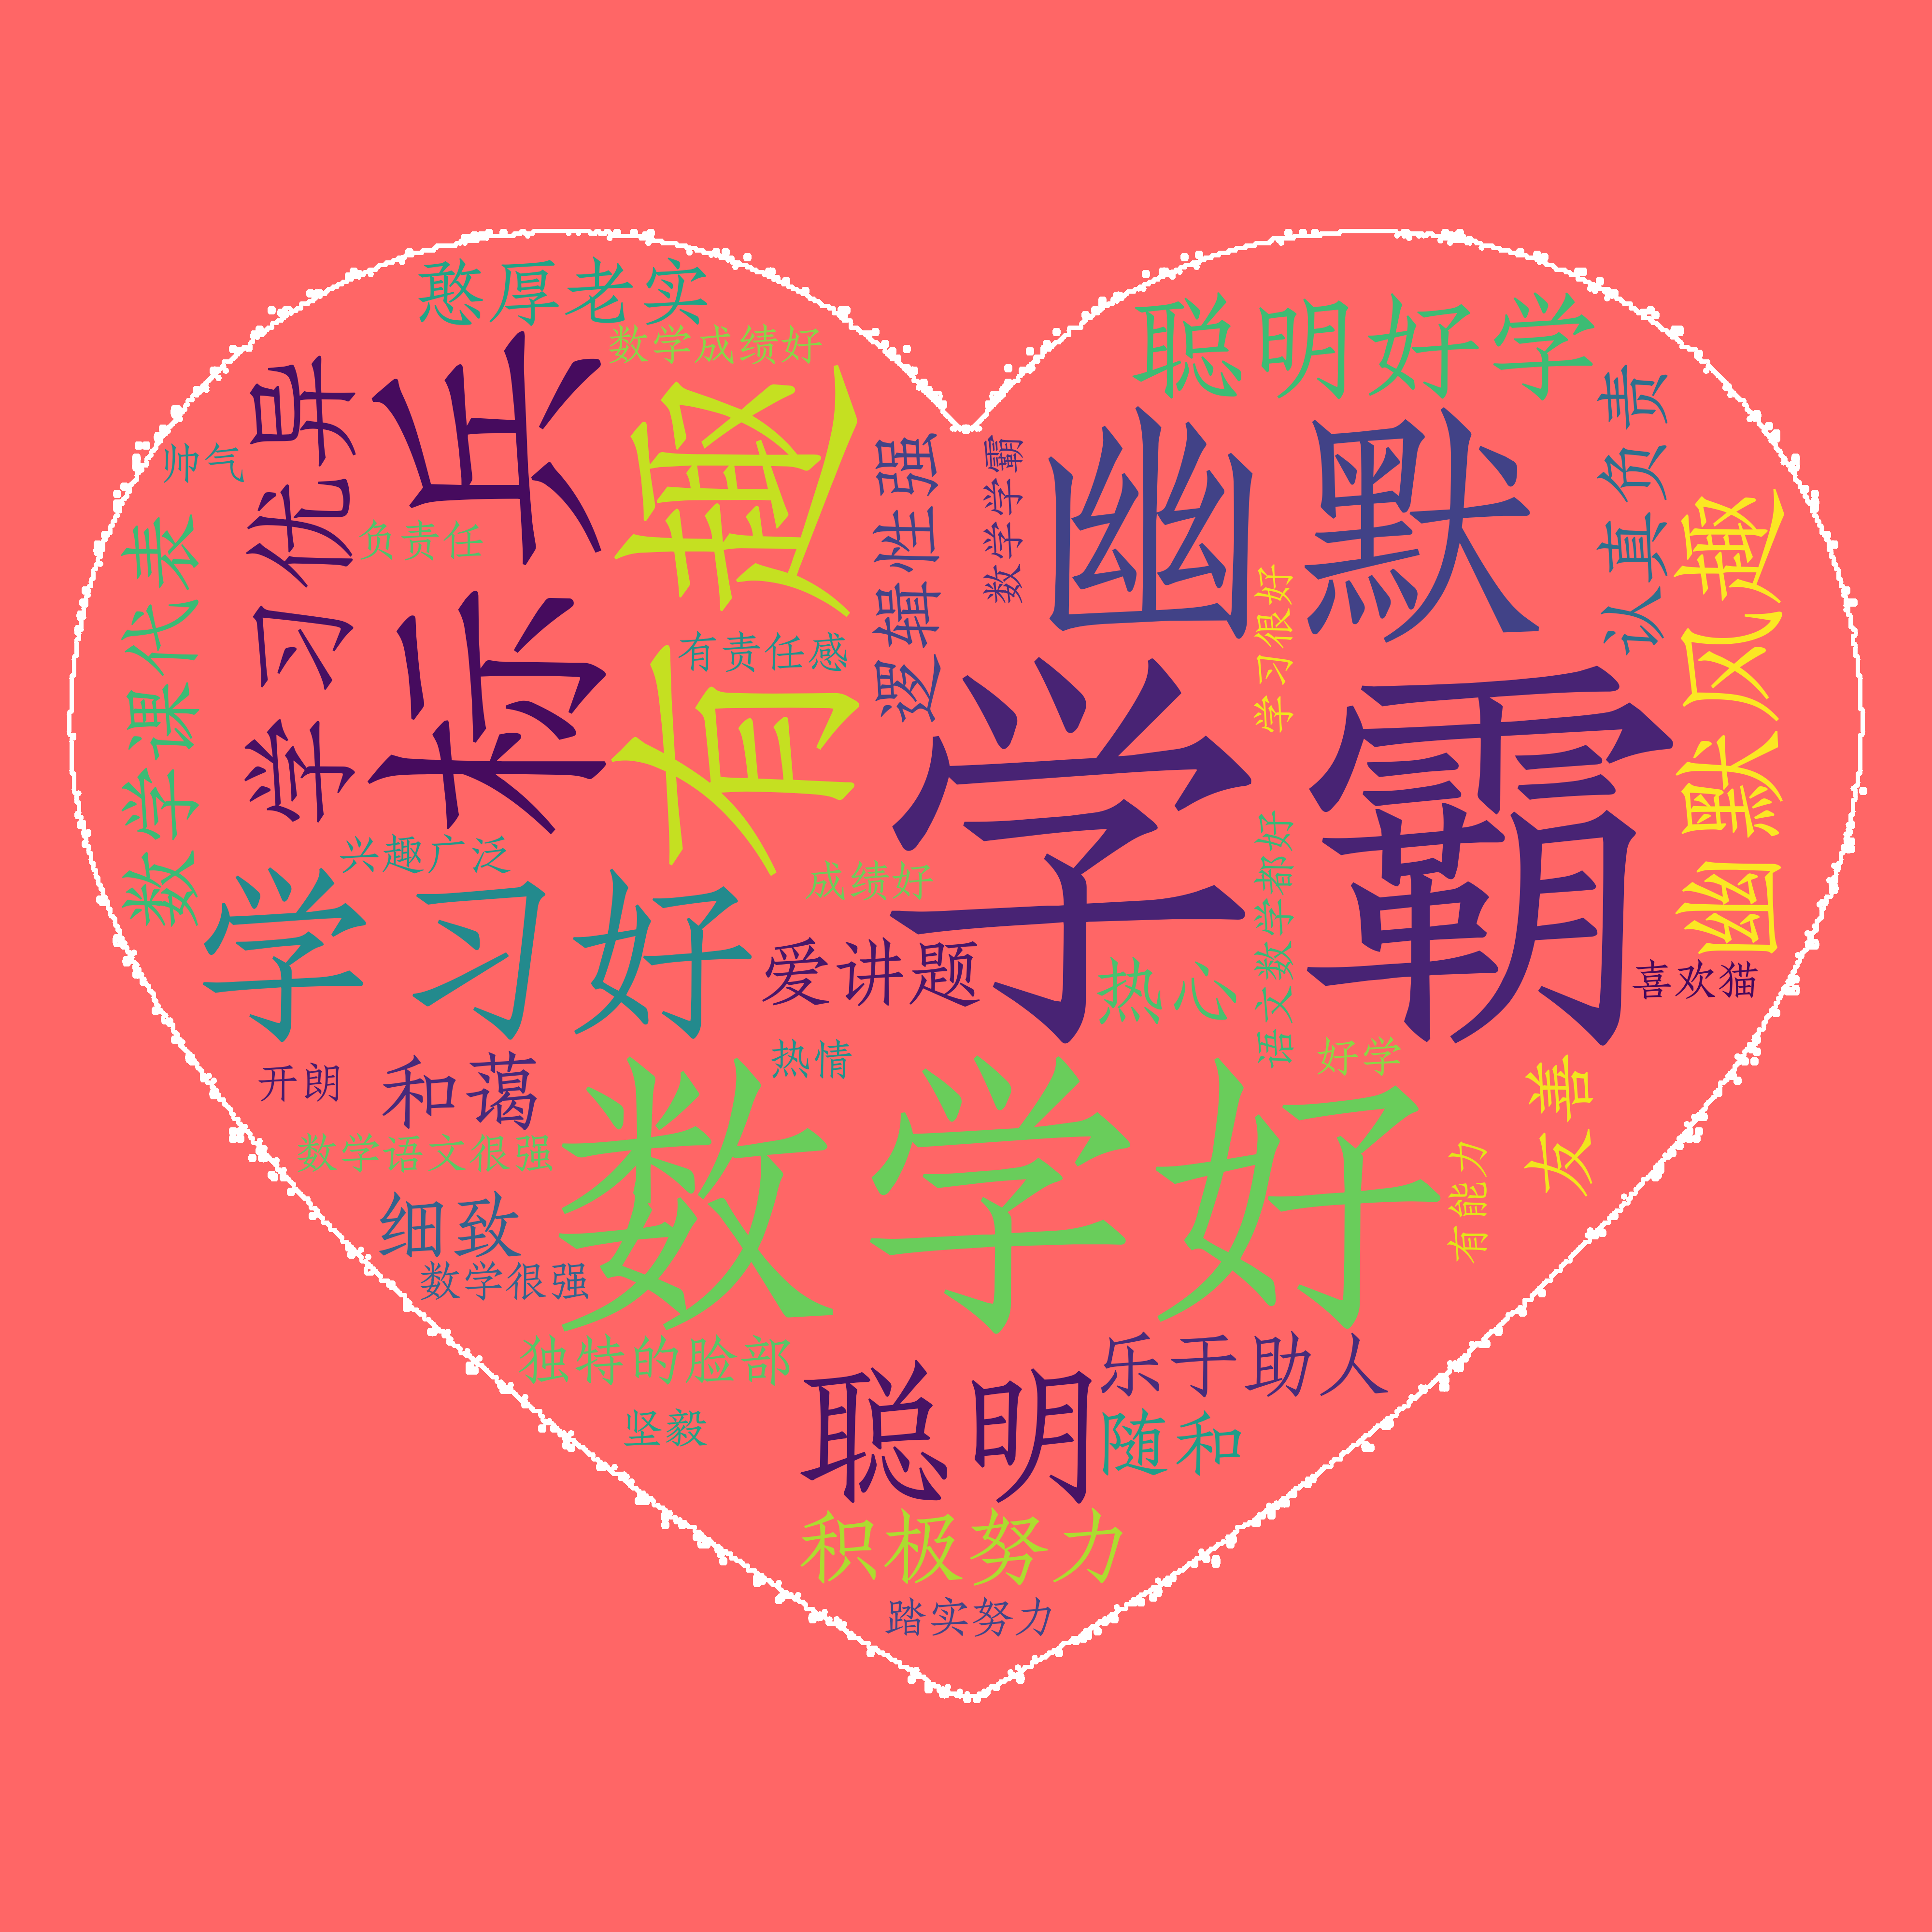 憨厚老实
数学成绩好
聪明好学
帅气
学习优异
标兵
负责任
有趣
有责任感
逻辑性强
数学学霸
幽默
学习很好
幽默风趣
数学课代表
学霸
兴趣广泛
成绩好
学习好
爱讲题
热心
语文数学都好
喜欢猫
热情
好学
开朗
和蔼
数学语文很强
数学好
友善
有能力
细致
数学很强
独特的脸部
乐于助人
聪明
随和
坚毅
积极努力
踏实努力